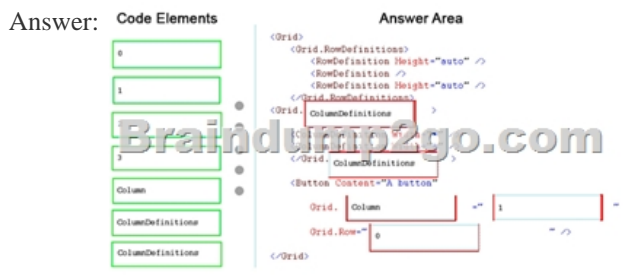 Answer:
Code Elements
0
1
3
Column
ColumnDefinitions
ColumnDefinitions
Answer Area
<Grid>
<Grid.RowDefinitions>
<RowDefinition Height="auto" />
<RowDefinition />
<RowDefinition Height="auto" />
</Grid.RowDefinitions>
<Grid. ColumnDefinitions >
Braindump2go.com
</Grid. ColumnDefinitions >
<Button Content="A button"
Grid. Column =" 1 "
Grid.Row=" 0 " />
</Grid>